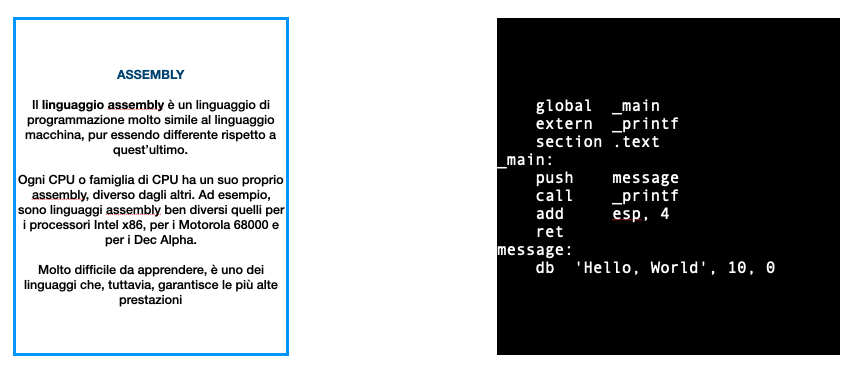 ASSEMBLY
Il linguaggio assembly è un linguaggio di
programmazione molto simile al linguaggio
macchina, pur essendo differente rispetto a
quest'ultimo.
Ogni CPU o famiglia di CPU ha un suo proprio
assembly, diverso dagli altri. Ad esempio,
sono linguaggi assembly ben diversi quelli per
i processori Intel x86, per i Motorola 68000 e
per i Dec Alpha.
Molto difficile da apprendere, è uno dei
linguaggi che, tuttavia, garantisce le più alte
prestazioni
global _main
extern _printf
section .text
_main:
push message
call _printf
add esp, 4
ret
message:
db 'Hello, World', 10, 0